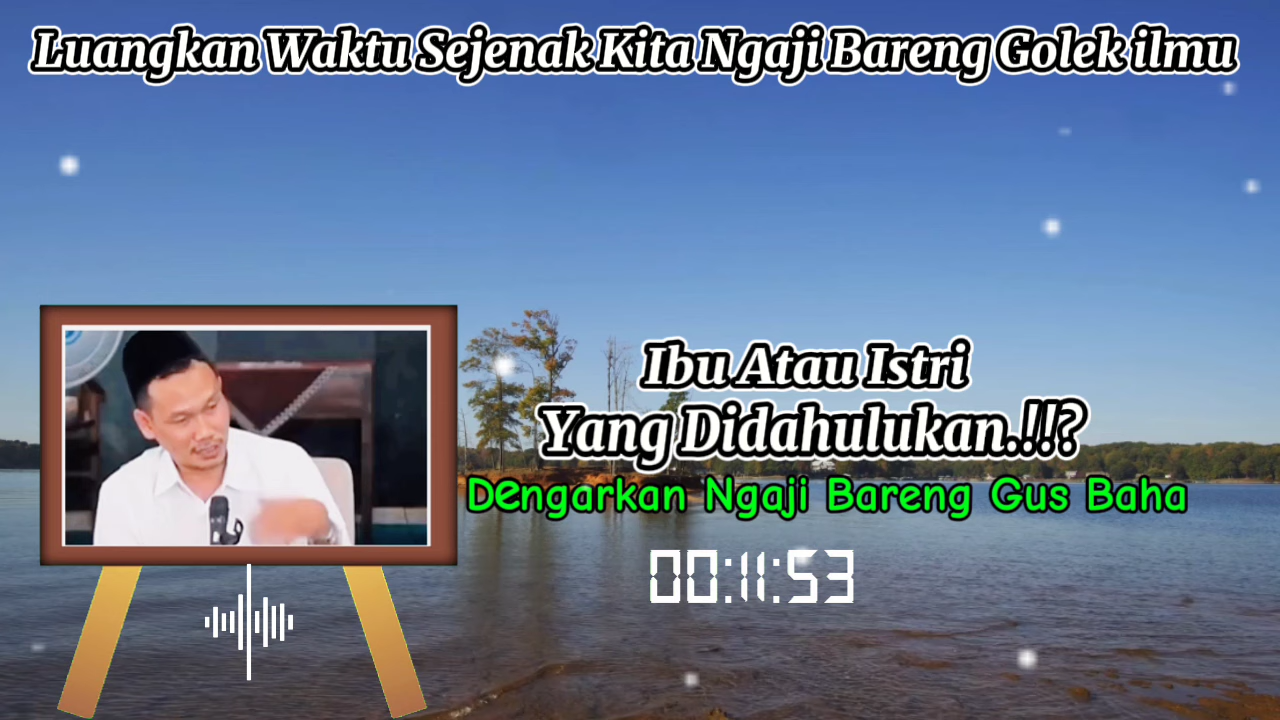 Luangkan Waktu Sejenak Kita Ngaji Bareng Golek ilmu
Ibu Atau Istri
Yang Didahulukan.!!?
Dengarkan Ngaji Bareng Gus Baha
00:11:53